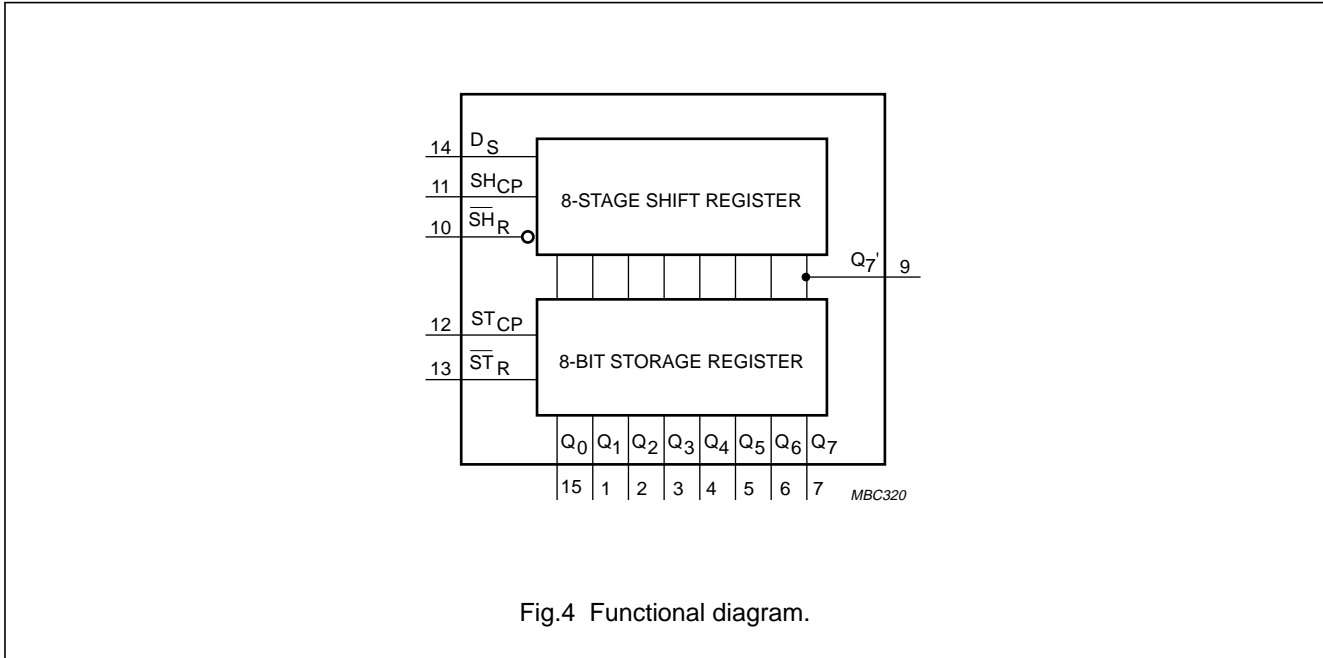 14 D_S
11 SH_CP
8-STAGE SHIFT REGISTER
10 S̅H̅_R
Q_7' 9
12 ST_CP
13 S̅T̅_R
8-BIT STORAGE REGISTER
Q_0 Q_1 Q_2 Q_3 Q_4 Q_5 Q_6 Q_7
15 1 2 3 4 5 6 7
MBC320
Fig.4 Functional diagram.